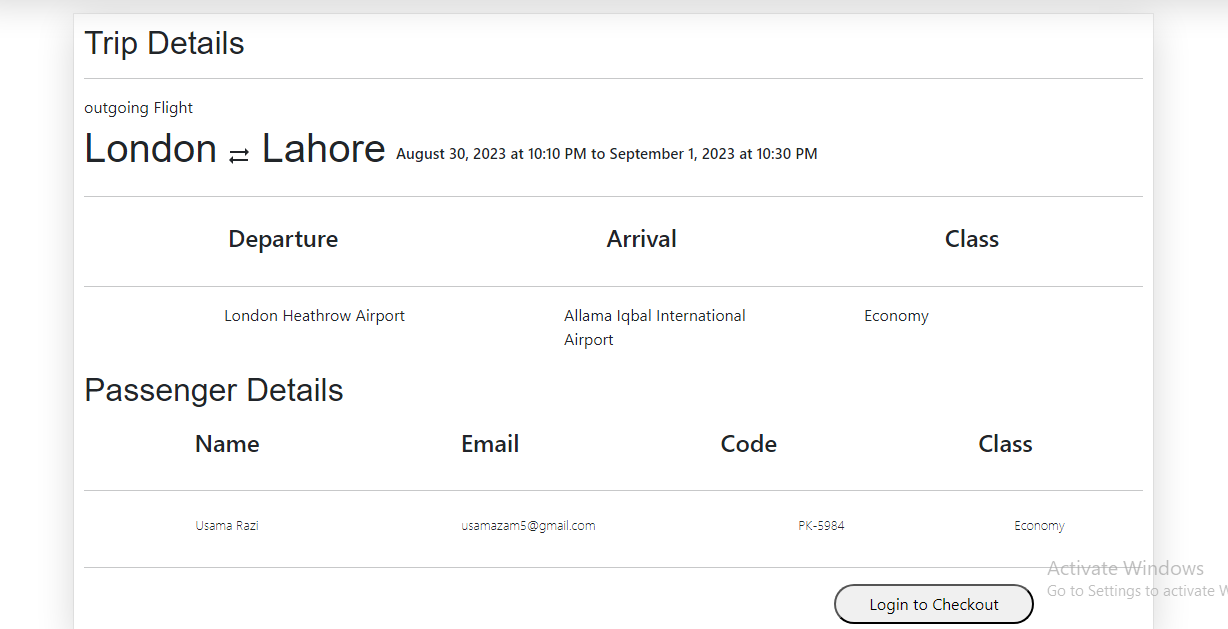 Trip Details
outgoing Flight
London ⇄ Lahore August 30, 2023 at 10:10 PM to September 1, 2023 at 10:30 PM
Departure Arrival Class
London Heathrow Airport Allama Iqbal International Airport Economy
Passenger Details
Name Email Code Class
Usama Razi usamazam5@gmail.com PK-5984 Economy
Activate Windows
Go to Settings to activate W
Login to Checkout